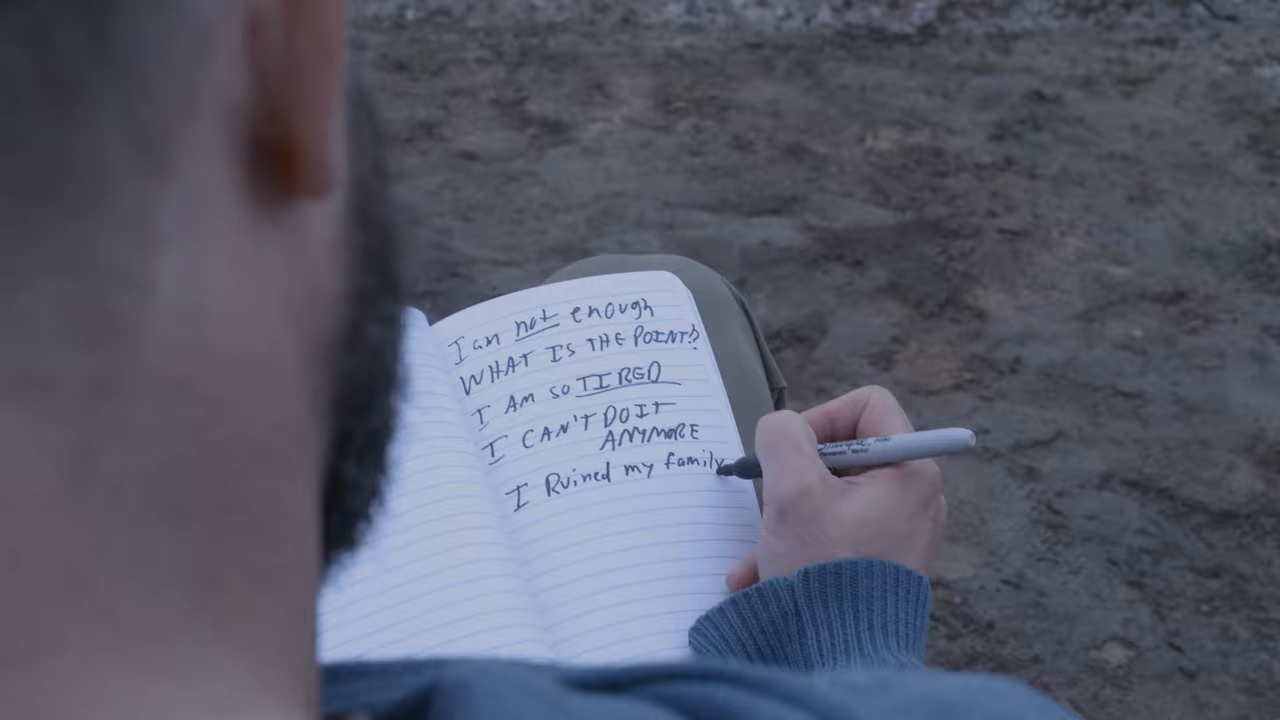 I am not enough
WHAT IS THE POINT?
I AM SO TIRED
I CAN'T DO IT
ANYMORE
I Ruined my family